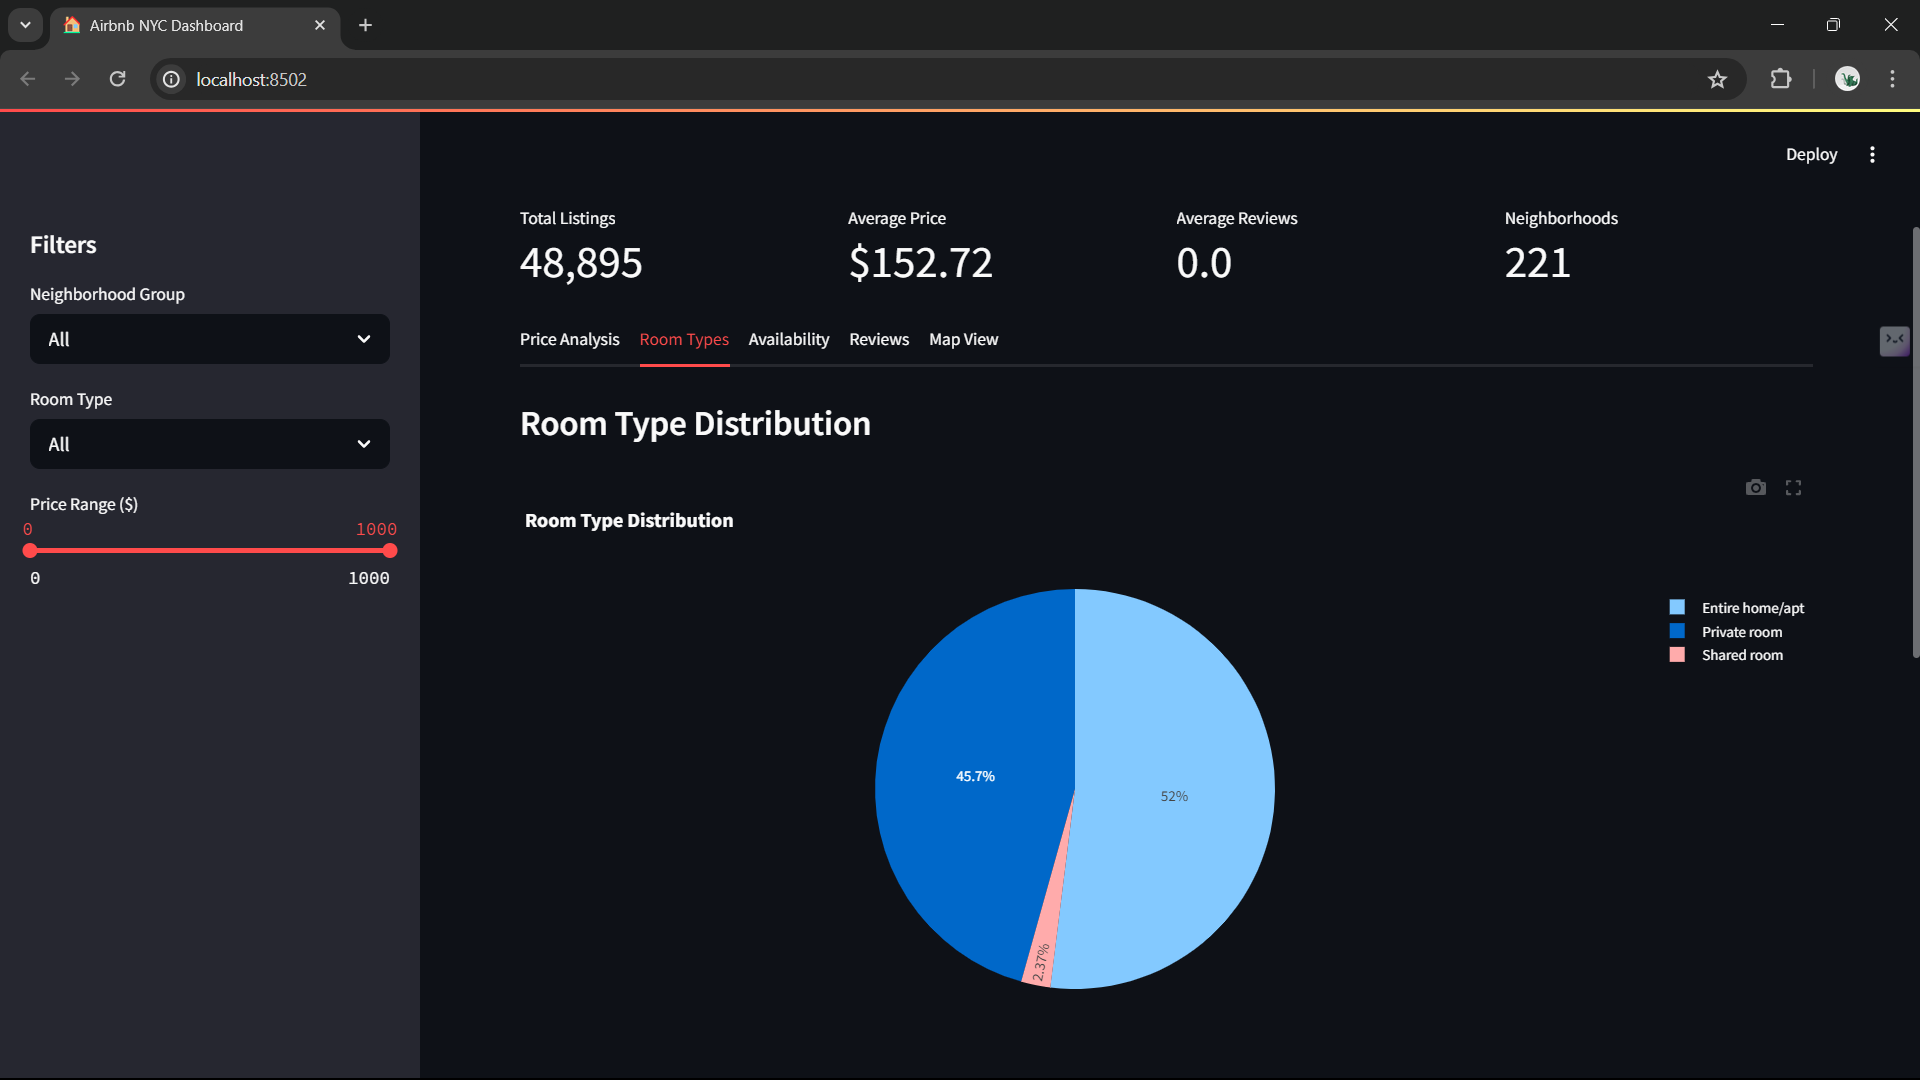 Airbnb NYC Dashboard
localhost:8502
Deploy
Filters
Neighborhood Group
All
Room Type
All
Price Range ($)
0 1000
0 1000
Total Listings
48,895
Average Price
$152.72
Average Reviews
0.0
Neighborhoods
221
Price Analysis Room Types Availability Reviews Map View
Room Type Distribution
Room Type Distribution
Entire home/apt
Private room
Shared room
45.7%
52%
2.37%